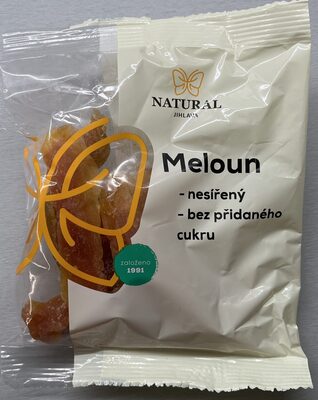 NATURAL
JIHLAVA
Meloun
- nesířený
- bez přidaného
cukru
založeno
1991